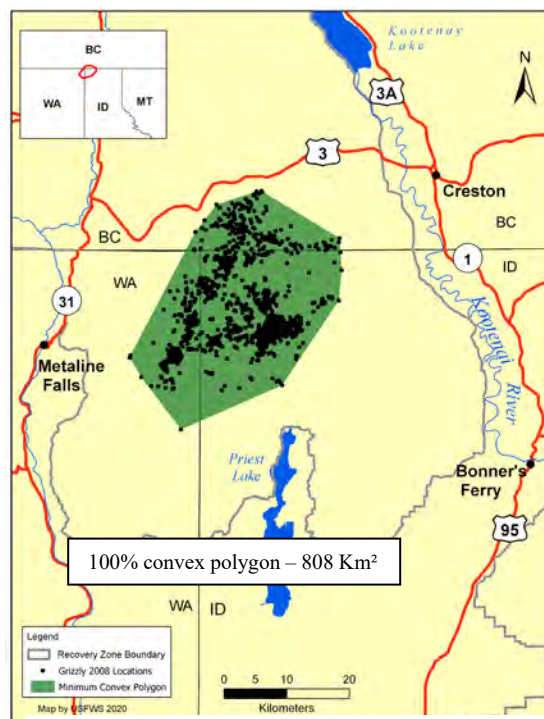 BC
WA
ID
MT
Kootenay
Lake
3A
N
3
Creston
BC
BC
ID
WA
1
31
Kootenai
River
Metaline
Falls
Priest
Lake
Bonner's
Ferry
95
100% convex polygon – 808 Km²
WA
ID
Legend
Recovery Zone Boundary
Grizzly 2008 Locations
Minimum Convex Polygon
Map by USFWS 2020
0 10 20
Kilometers